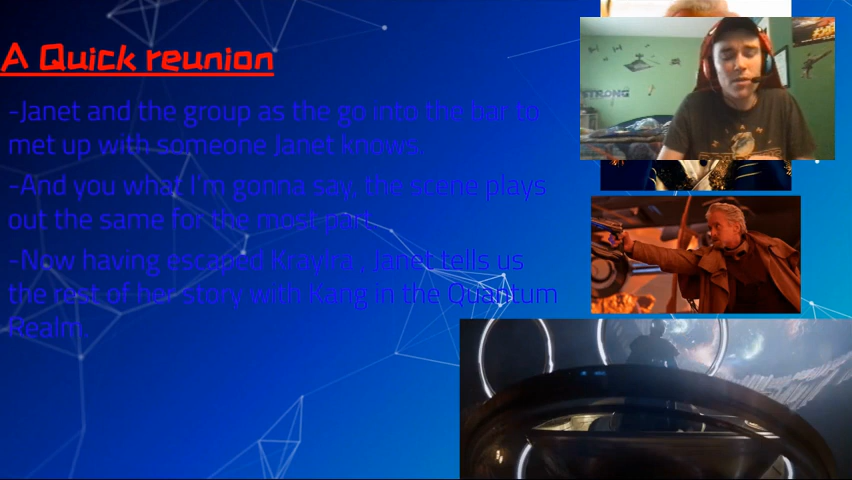 A Quick reunion
-Janet and the group as the go into the bar to
met up with someone Janet knows.
-And you what I'm gonna say, the scene plays
out the same for the most part.
-Now having escaped Krayira , Janet tells us
the rest of her story with Kang in the Quantum
Realm.
STRONG